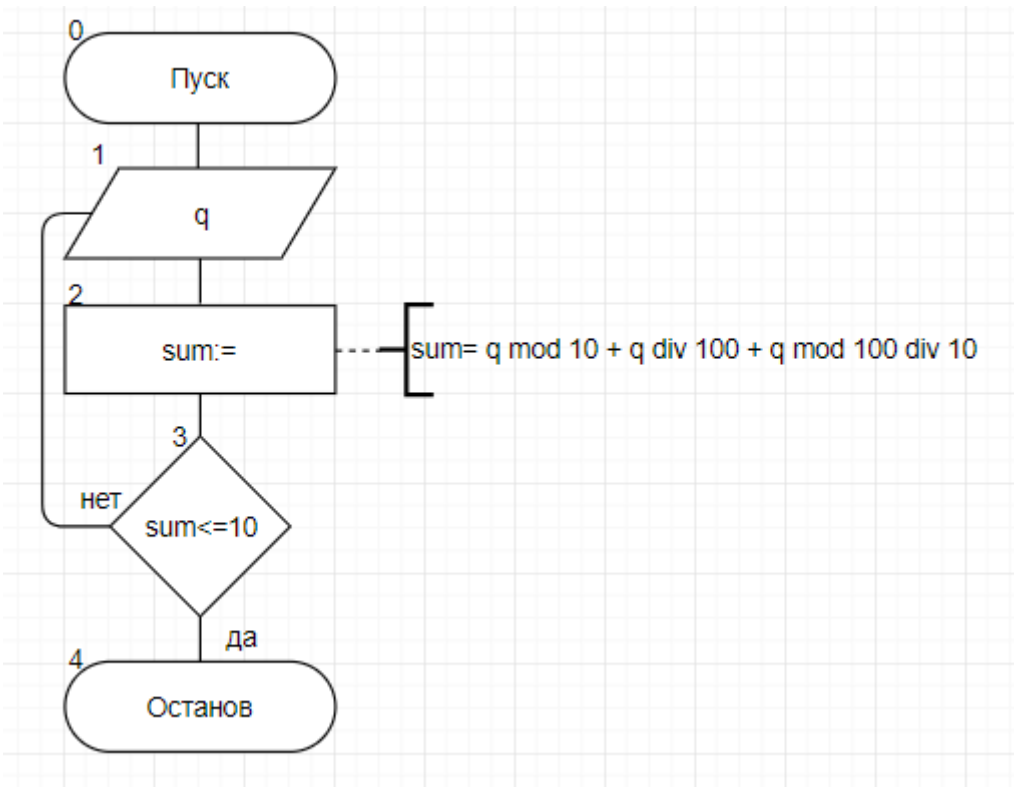 0
Пуск
1
q
2
sum:=
sum= q mod 10 + q div 100 + q mod 100 div 10
3
нет
sum<=10
да
4
Останов